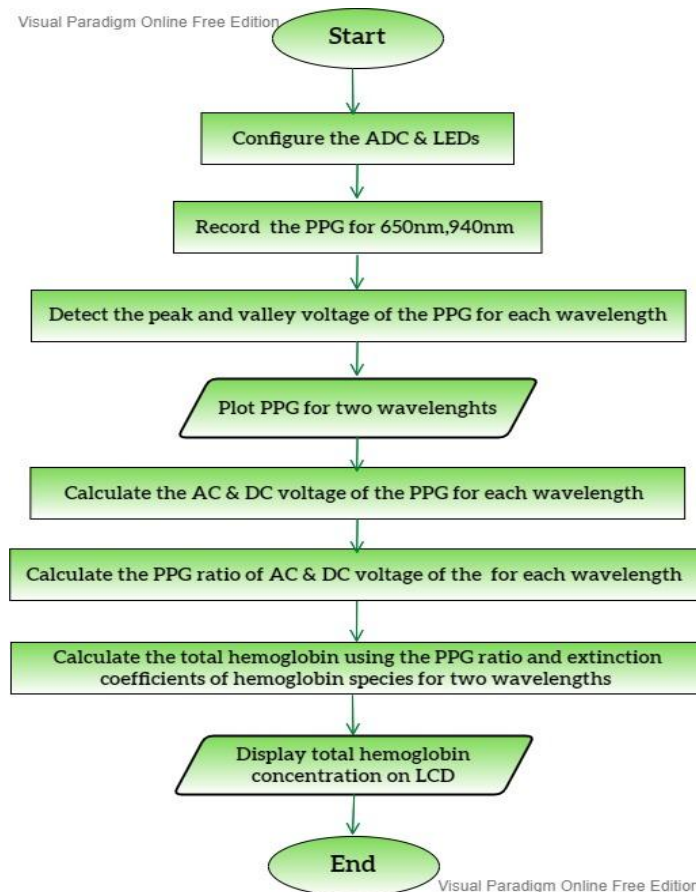 Visual Paradigm Online Free Edition
Start
Configure the ADC & LEDs
Record the PPG for 650nm,940nm
Detect the peak and valley voltage of the PPG for each wavelength
Plot PPG for two wavelenghts
Calculate the AC & DC voltage of the PPG for each wavelength
Calculate the PPG ratio of AC & DC voltage of the for each wavelength
Calculate the total hemoglobin using the PPG ratio and extinction
coefficients of hemoglobin species for two wavelengths
Display total hemoglobin
concentration on LCD
End
Visual Paradigm Online Free Edition